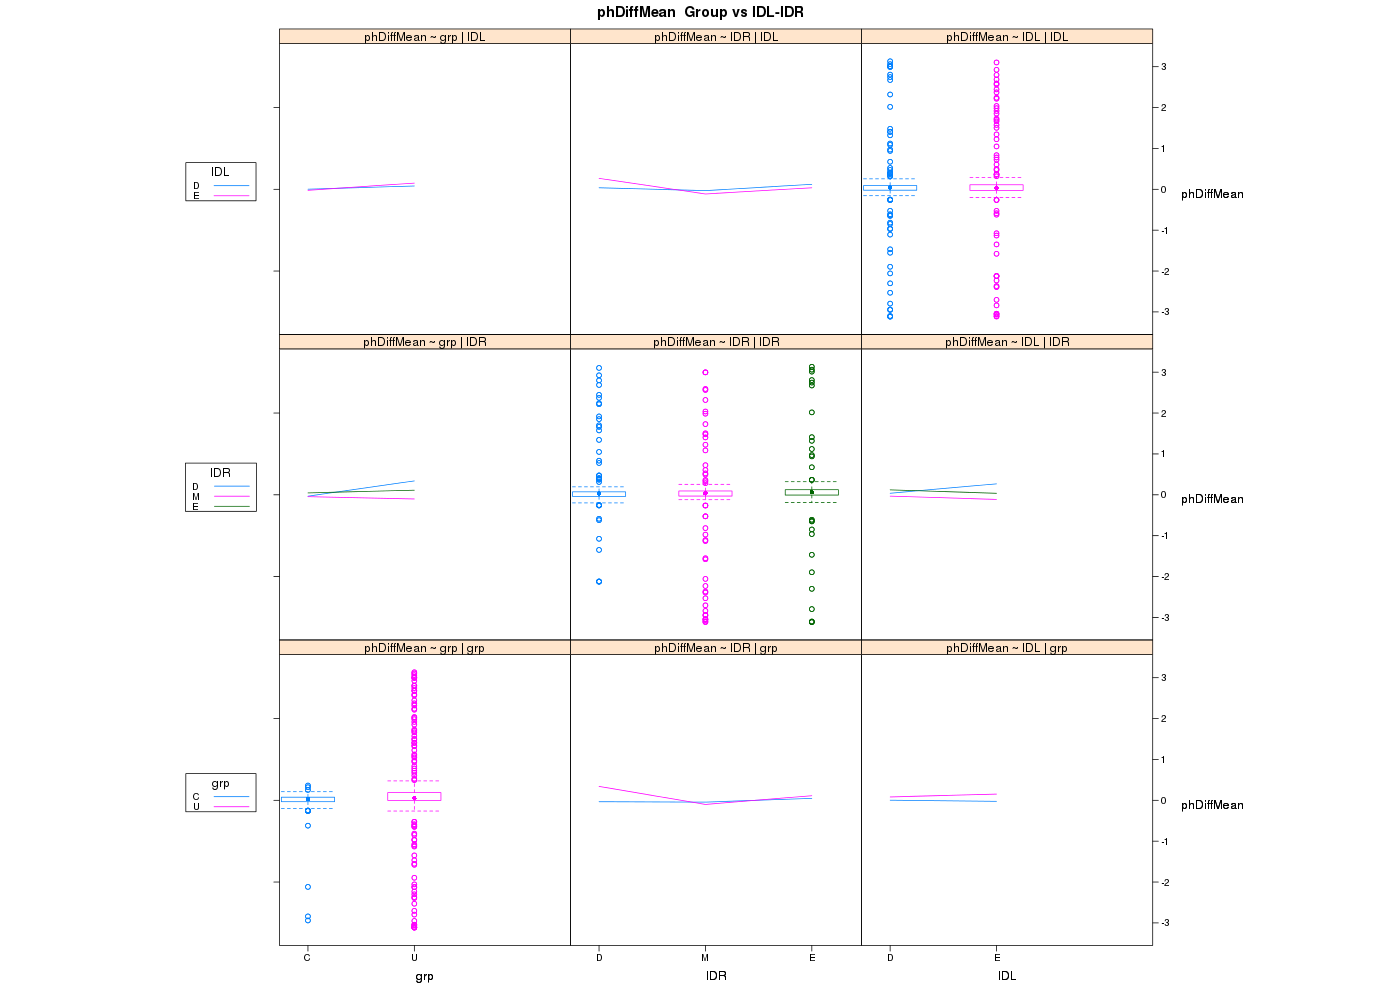 phDiffMean  Group vs IDL-IDR
phDiffMean ~ grp | IDL
phDiffMean ~ IDR | IDL
phDiffMean ~ IDL | IDL
IDL
D
E
3
2
1
0
-1
-2
-3
phDiffMean
phDiffMean ~ grp | IDR
phDiffMean ~ IDR | IDR
phDiffMean ~ IDL | IDR
IDR
D
M
E
3
2
1
0
-1
-2
-3
phDiffMean
phDiffMean ~ grp | grp
phDiffMean ~ IDR | grp
phDiffMean ~ IDL | grp
grp
C
U
3
2
1
0
-1
-2
-3
phDiffMean
C U D M E D E
grp IDR IDL